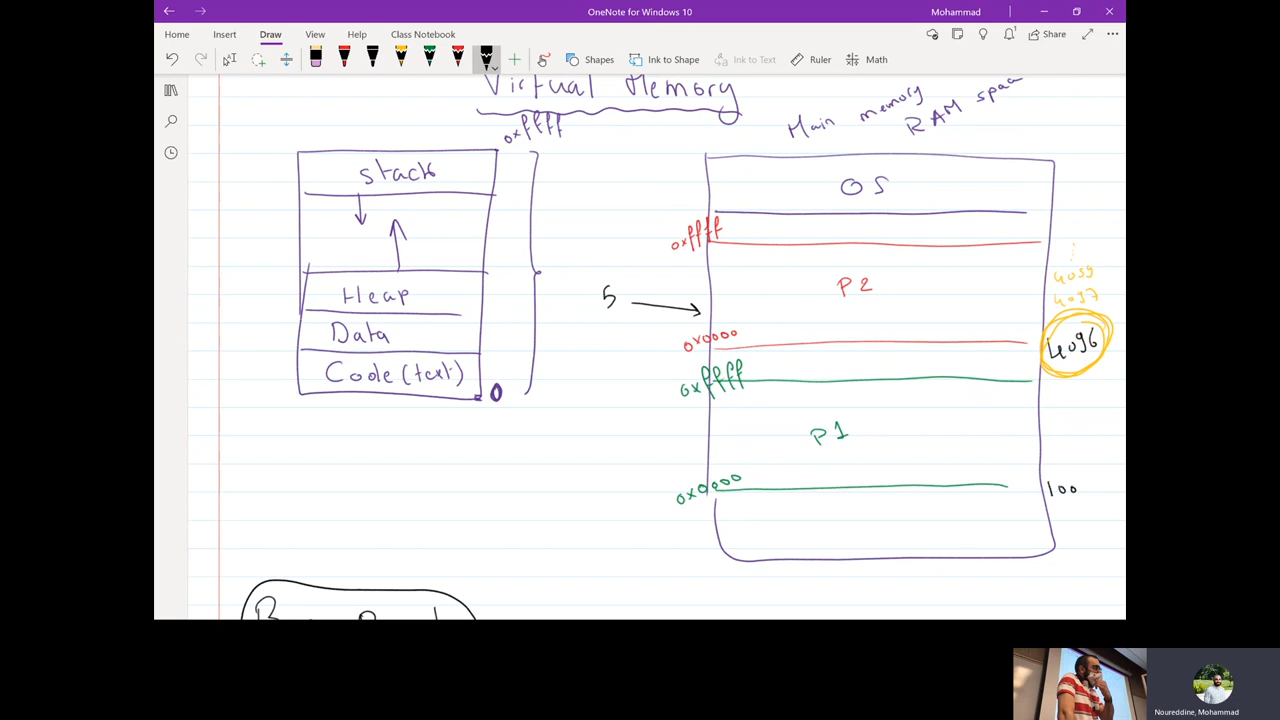 OneNote for Windows 10
Mohammad
Home Insert Draw View Help Share
Shapes Ink to Shape Ink to Text Ruler Math
Virtual Memory
0xffff
Main memory
RAM space
stack
Heap
Data
Code (text)
0
OS
0xffff
P2
5
0x0000
0xffff
P1
0x0000
4099
4097
4096
100
Noureddine, Mohammad